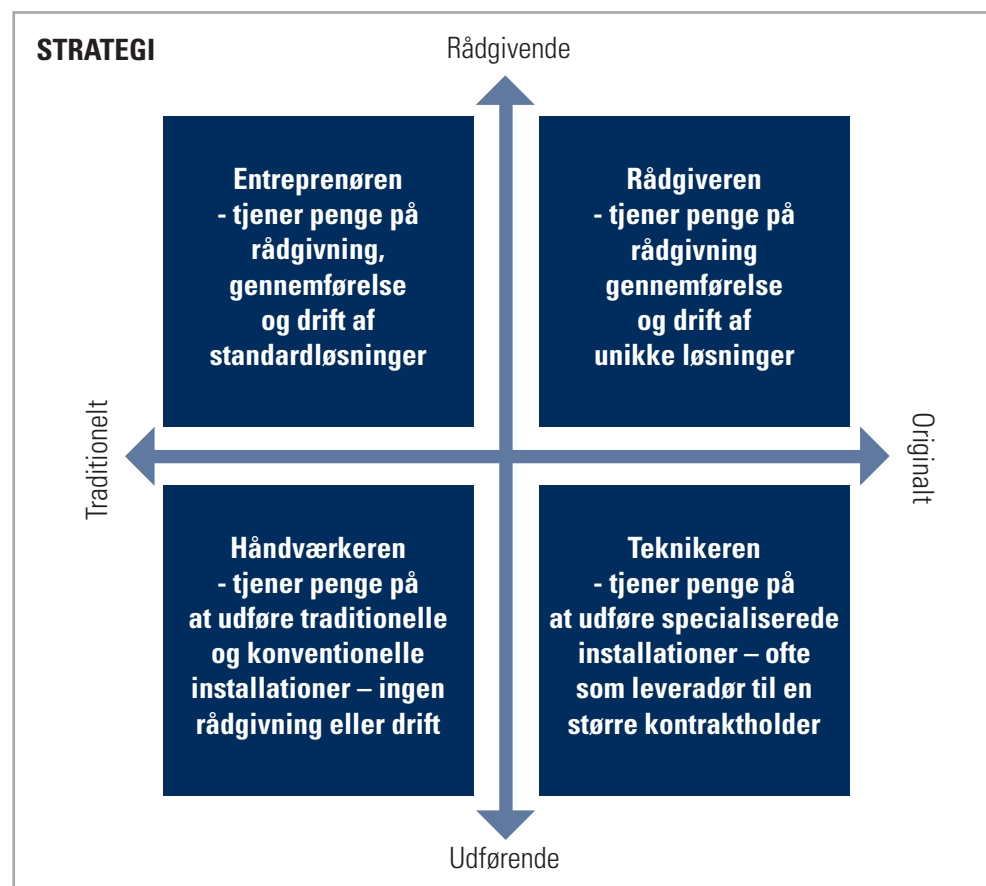 STRATEGI
Rådgivende
Entreprenøren
- tjener penge på
rådgivning,
gennemførelse
og drift af
standardløsninger
Rådgiveren
- tjener penge på
rådgivning
gennemførelse
og drift af
unikke løsninger
Traditionelt
Originalt
Håndværkeren
- tjener penge på
at udføre traditionelle
og konventionelle
installationer – ingen
rådgivning eller drift
Teknikeren
- tjener penge på
at udføre specialiserede
installationer – ofte
som leveradør til en
større kontraktholder
Udførende